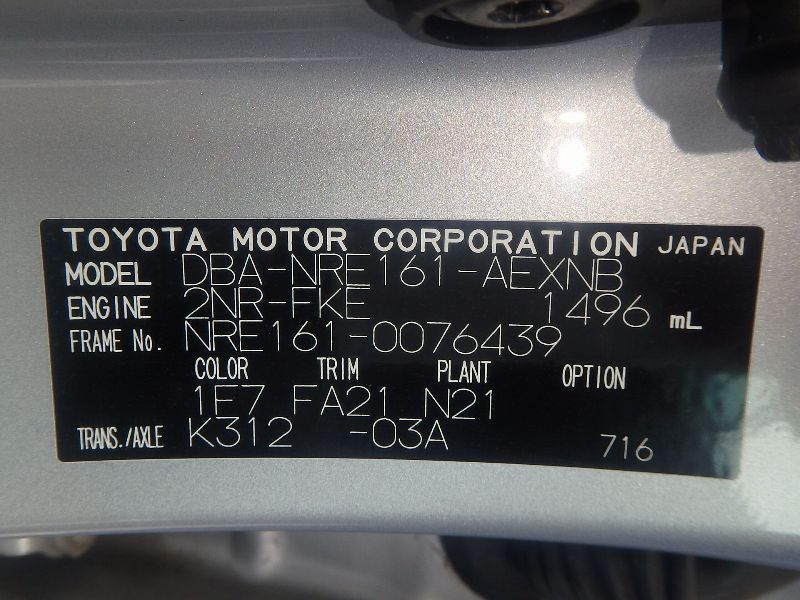 TOYOTA MOTOR CORPORATION JAPAN
MODEL DBA-NRE161-AEXNB
ENGINE 2NR-FKE 1496 mL
FRAME No. NRE161-0076439
COLOR TRIM PLANT OPTION
1E7 FA21 N21
TRANS./AXLE K312 -03A 716